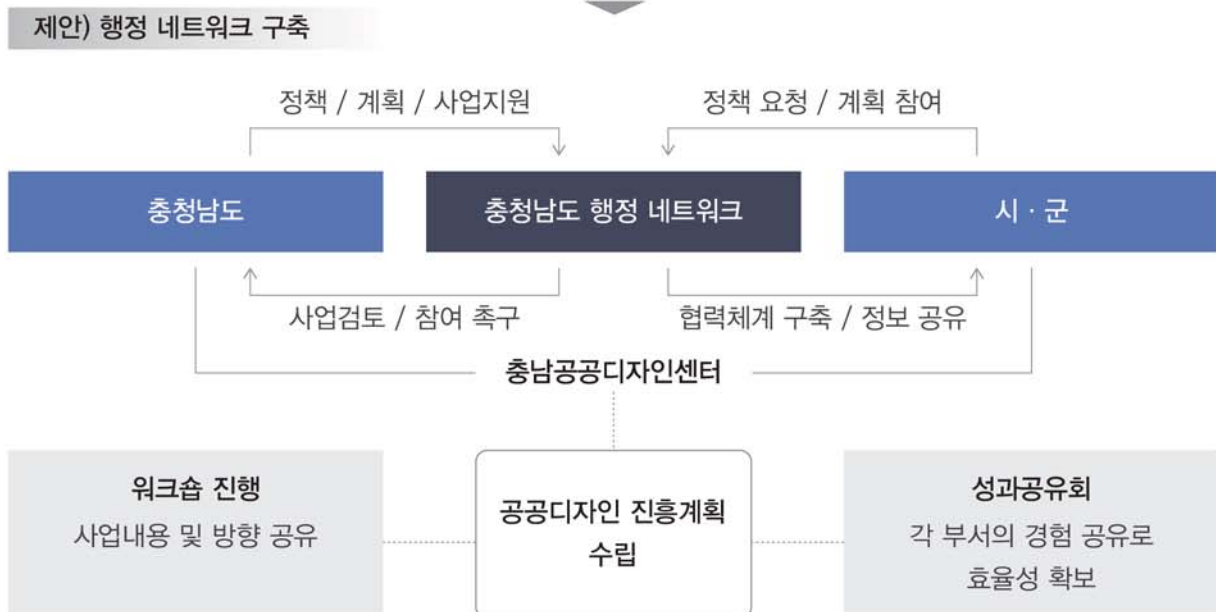 제안) 행정 네트워크 구축
정책 / 계획 / 사업지원
정책 요청 / 계획 참여
충청남도
충청남도 행정 네트워크
시 · 군
사업검토 / 참여 촉구
협력체계 구축 / 정보 공유
충남공공디자인센터
워크숍 진행
사업내용 및 방향 공유
공공디자인 진흥계획
수립
성과공유회
각 부서의 경험 공유로
효율성 확보